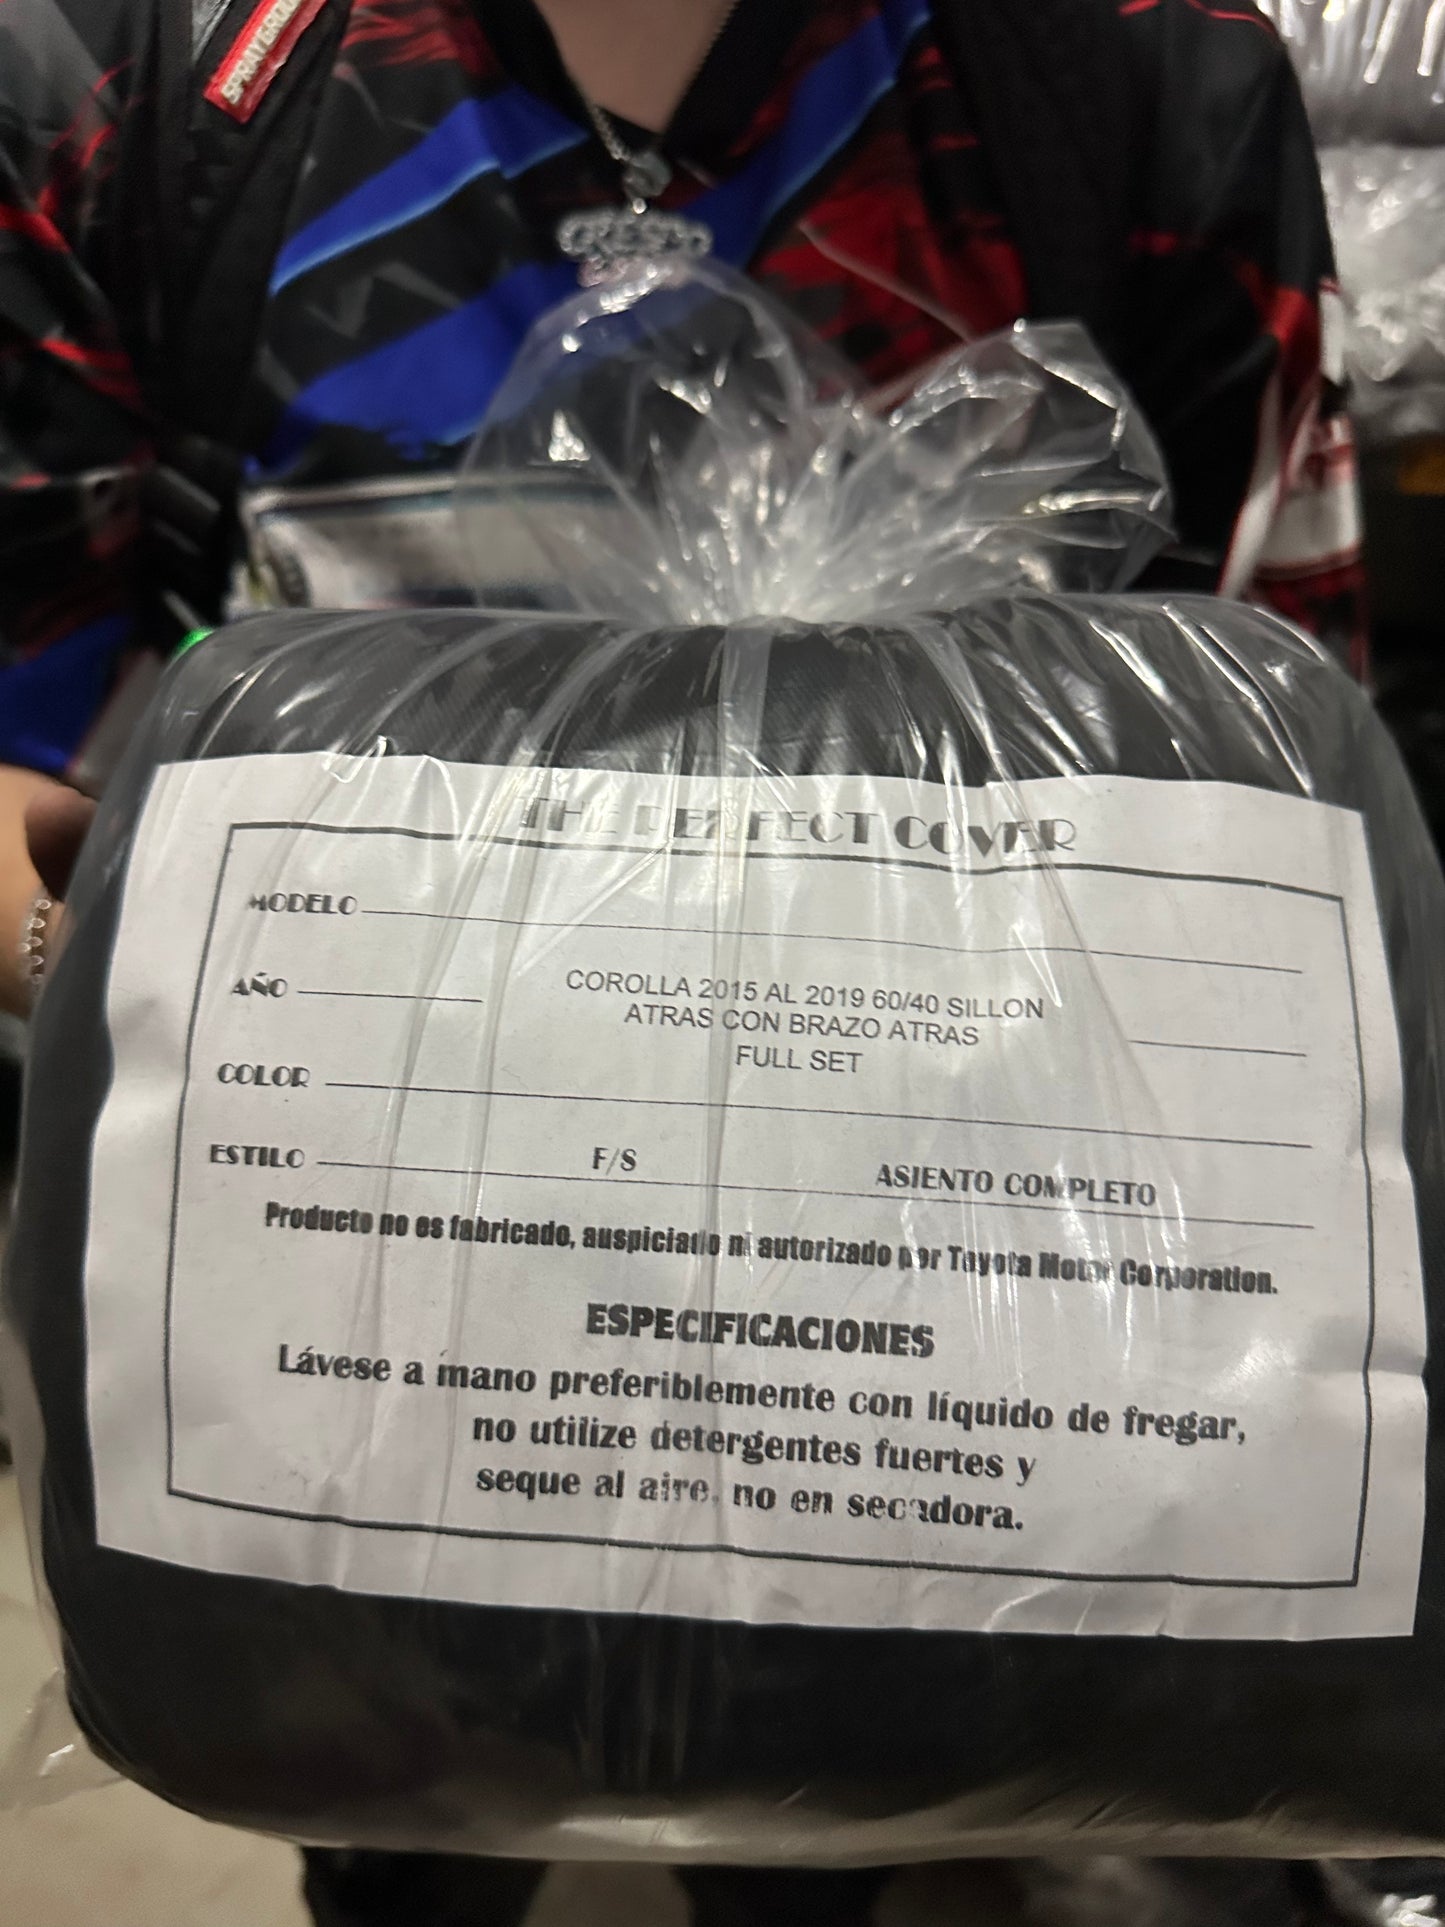 SPRAYGROUND
CRESPO
THE PERFECT COVER
MODELO
AÑO
COROLLA 2015 AL 2019 60/40 SILLON
ATRAS CON BRAZO ATRAS
FULL SET
COLOR
ESTILO F/S ASIENTO COMPLETO
Producto no es fabricado, auspiciado ni autorizado por Toyota Motor Corporation.
ESPECIFICACIONES
Lávese a mano preferiblemente con líquido de fregar,
no utilize detergentes fuertes y
seque al aire, no en secadora.